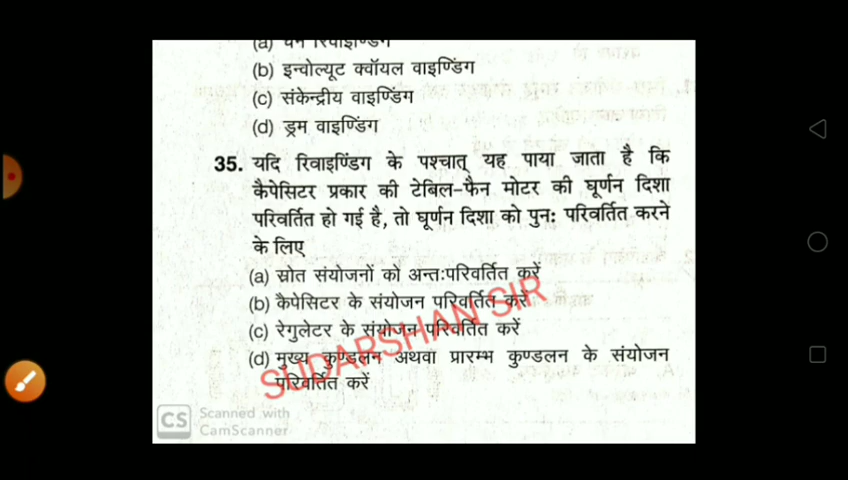 (a) चेन रिवाइण्डिंग
(b) इन्वोल्यूट क्वॉयल वाइण्डिंग
(c) संकेन्द्रीय वाइण्डिंग
(d) ड्रम वाइण्डिंग
35. यदि रिवाइण्डिंग के पश्चात् यह पाया जाता है कि
कैपेसिटर प्रकार की टेबिल-फैन मोटर की घूर्णन दिशा
परिवर्तित हो गई है, तो घूर्णन दिशा को पुनः परिवर्तित करने
के लिए
(a) स्रोत संयोजनों को अन्तःपरिवर्तित करें
(b) कैपेसिटर के संयोजन परिवर्तित करें
(c) रेगुलेटर के संयोजन परिवर्तित करें
(d) मुख्य कुण्डलन अथवा प्रारम्भ कुण्डलन के संयोजन
परिवर्तित करें
SUDARSHAN SIR
CS Scanned with
CamScanner